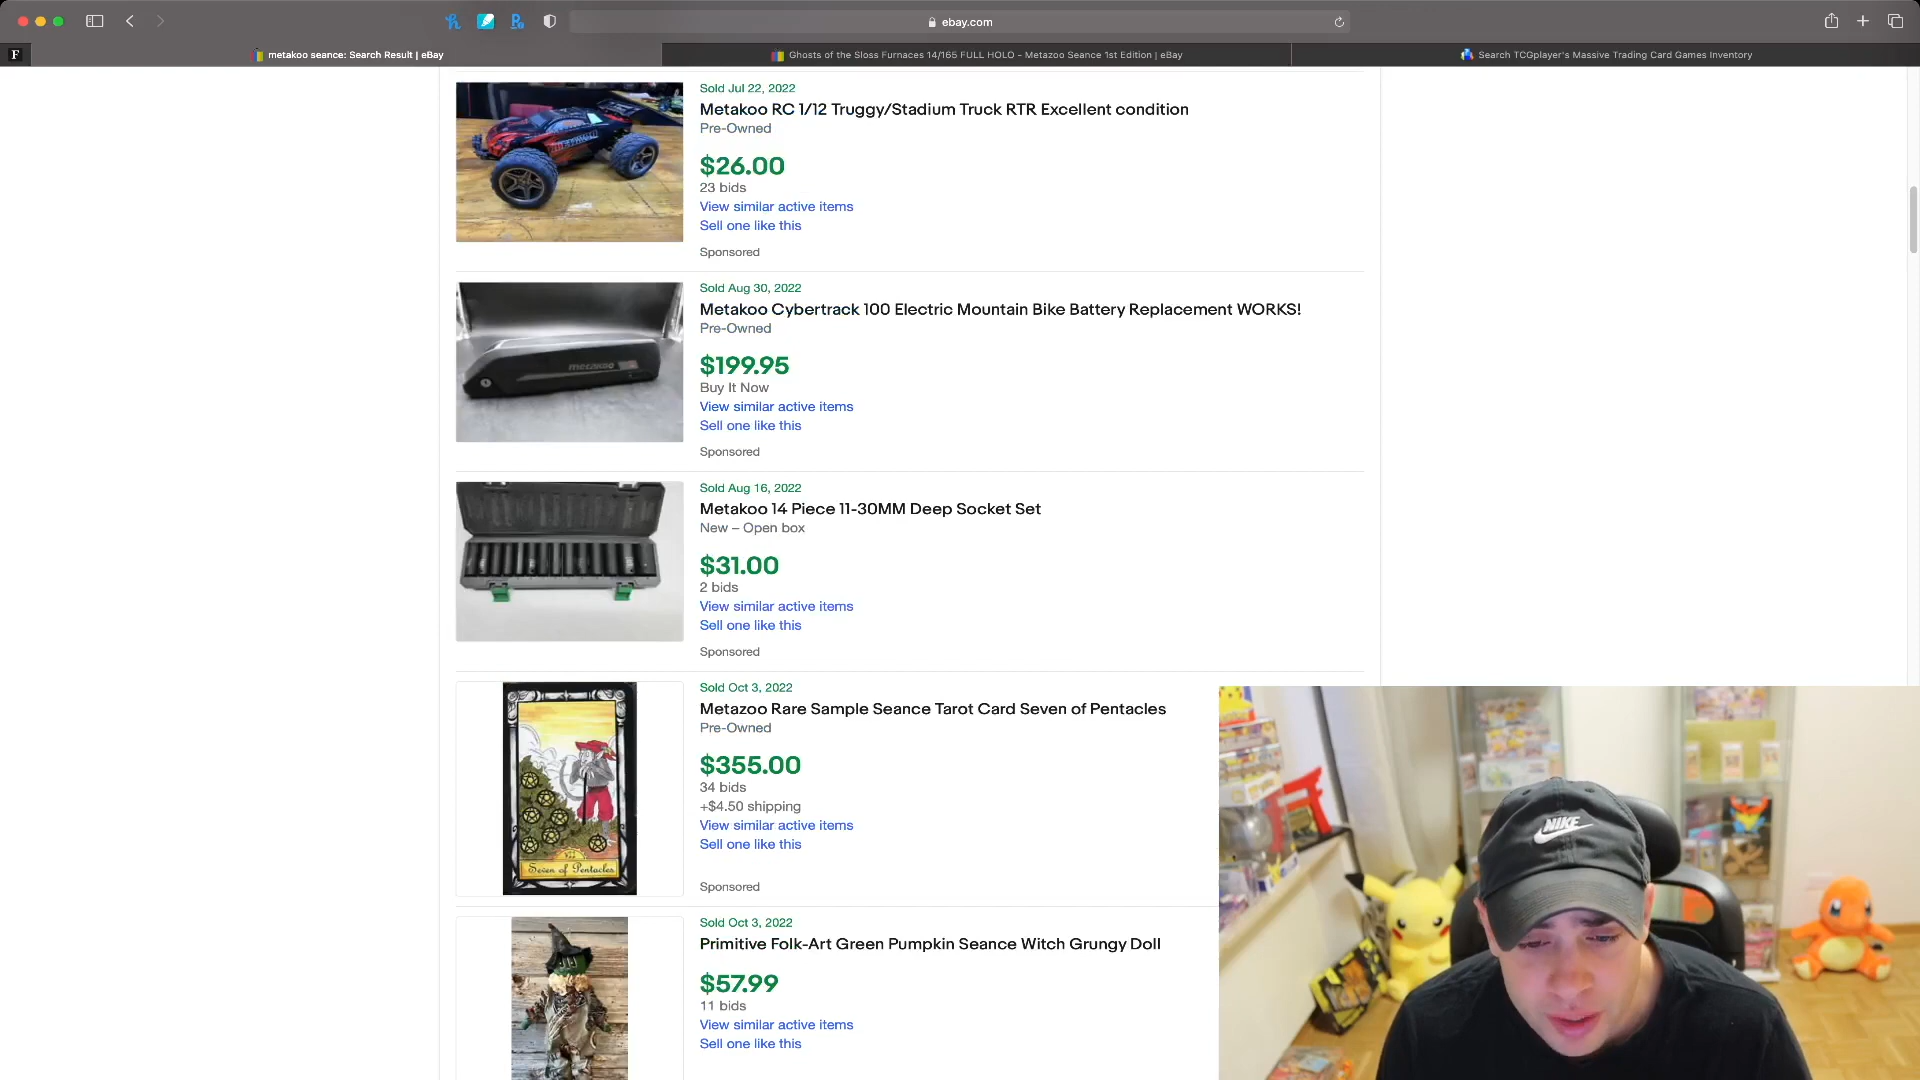 ebay.com
F
metakoo seance: Search Result | eBay
Ghosts of the Sloss Furnaces 14/165 FULL HOLO - Metazoo Seance 1st Edition | eBay
Search TCGplayer's Massive Trading Card Games Inventory
Sold Jul 22, 2022
Metakoo RC 1/12 Truggy/Stadium Truck RTR Excellent condition
Pre-Owned
$26.00
23 bids
View similar active items
Sell one like this
Sponsored
Sold Aug 30, 2022
Metakoo Cybertrack 100 Electric Mountain Bike Battery Replacement WORKS!
Pre-Owned
metakoo
$199.95
Buy It Now
View similar active items
Sell one like this
Sponsored
Sold Aug 16, 2022
Metakoo 14 Piece 11-30MM Deep Socket Set
New – Open box
$31.00
2 bids
View similar active items
Sell one like this
Sponsored
Sold Oct 3, 2022
Metazoo Rare Sample Seance Tarot Card Seven of Pentacles
Pre-Owned
$355.00
34 bids
+$4.50 shipping
View similar active items
Sell one like this
Seven of Pentacles
Sponsored
Sold Oct 3, 2022
Primitive Folk-Art Green Pumpkin Seance Witch Grungy Doll
$57.99
11 bids
View similar active items
Sell one like this
NIKE